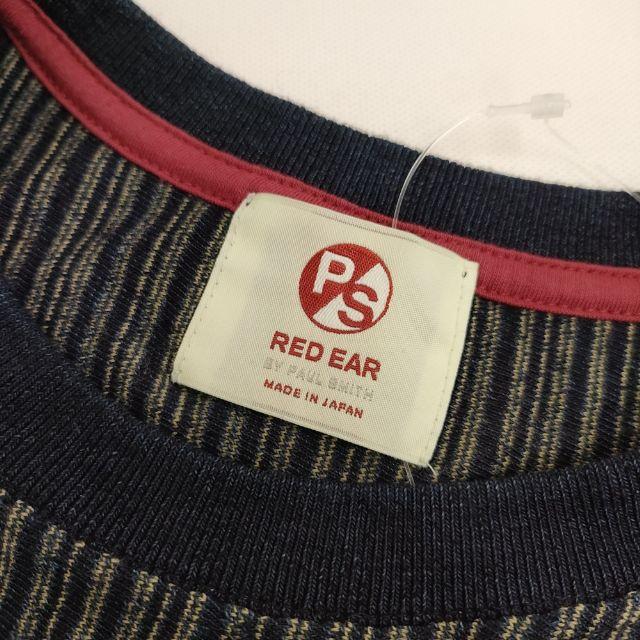 PS
RED EAR
BY PAUL SMITH
MADE IN JAPAN